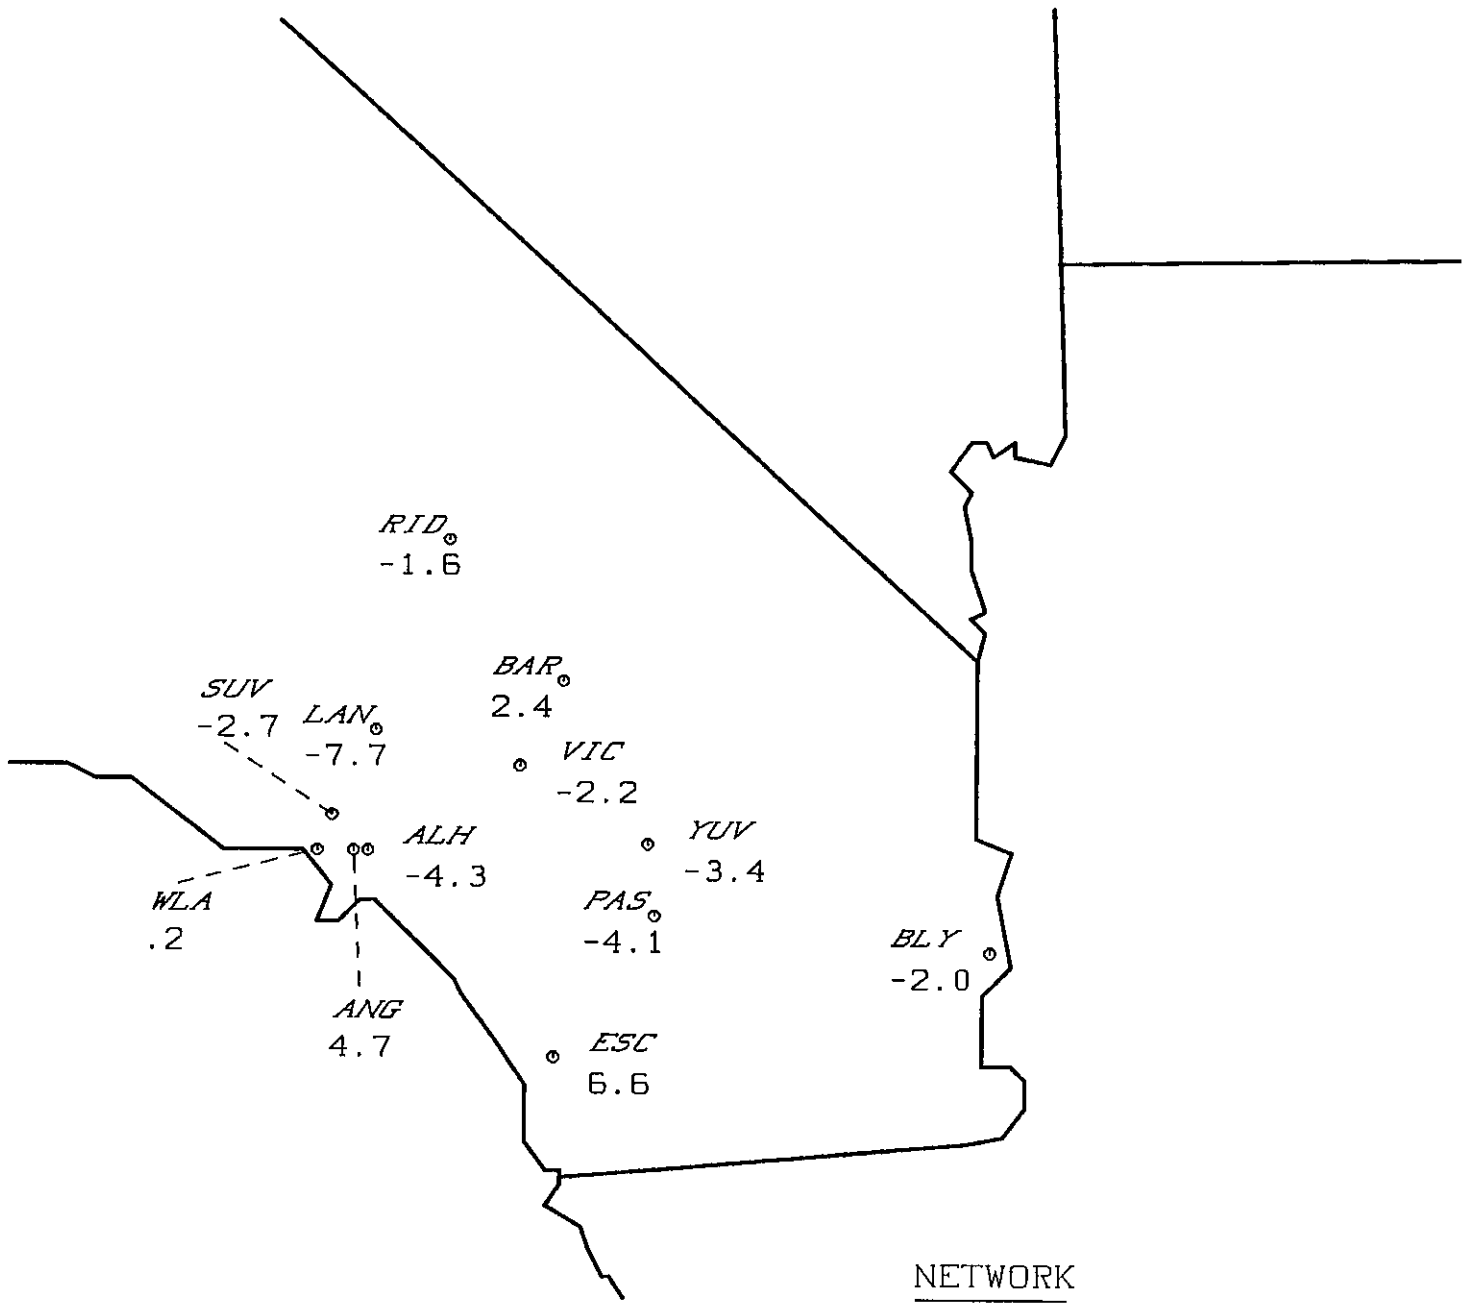 RID
-1.6
BAR
2.4
SUV
-2.7
LAN
-7.7
VIC
-2.2
ALH
-4.3
YUV
-3.4
WLA
.2
PAS
-4.1
BLY
-2.0
ANG
4.7
ESC
6.6
NETWORK